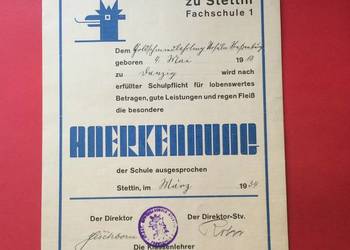 zu Stettin
Fachschule 1
Dem Goldschmiedelehrling
geboren 4. Mai 19
zu Danzig wird nach
erfüllter Schulpflicht für lobenswertes
Betragen, gute Leistungen und regen Fleiß
die besondere
ANERKENNUNG
der Schule ausgesprochen
Stettin, im März 1934
Der Direktor
Der Direktor-Stv.
Die Klassenlehrer